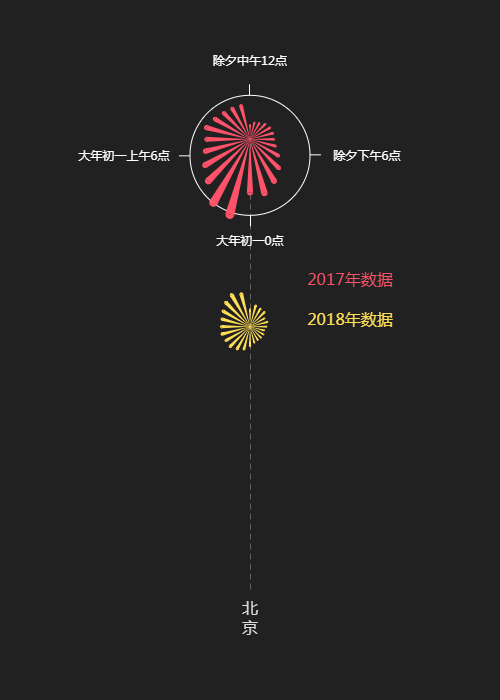 除夕中午12点
大年初一上午6点
除夕下午6点
大年初一0点
2017年数据
2018年数据
北
京